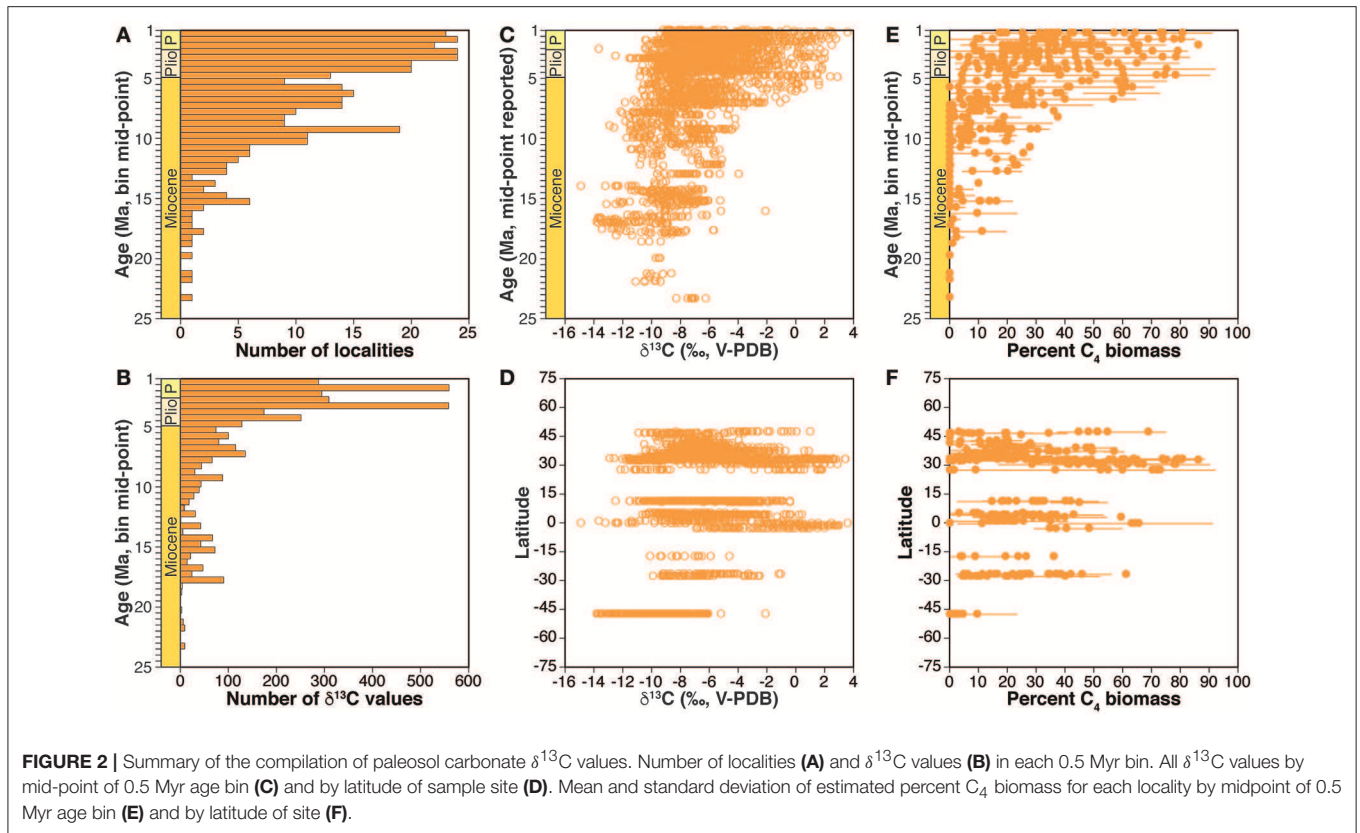 A
P
Plio
Miocene
Age (Ma, bin mid-point)
1
5
10
15
20
25
0 5 10 15 20 25
Number of localities
C
P
Plio
Miocene
Age (Ma, mid-point reported)
1
5
10
15
20
25
-16 -14 -12 -10 -8 -6 -4 -2 0 2 4
δ¹³C (‰, V-PDB)
E
P
Plio
Miocene
Age (Ma, bin mid-point)
1
5
10
15
20
25
0 10 20 30 40 50 60 70 80 90 100
Percent C₄ biomass
B
P
Plio
Miocene
Age (Ma, bin mid-point)
1
5
10
15
20
25
0 100 200 300 400 500 600
Number of δ¹³C values
D
Latitude
75
60
45
30
15
0
-15
-30
-45
-60
-75
-16 -14 -12 -10 -8 -6 -4 -2 0 2 4
δ¹³C (‰, V-PDB)
F
Latitude
75
60
45
30
15
0
-15
-30
-45
-60
-75
0 10 20 30 40 50 60 70 80 90 100
Percent C₄ biomass
FIGURE 2 | Summary of the compilation of paleosol carbonate δ¹³C values. Number of localities (A) and δ¹³C values (B) in each 0.5 Myr bin. All δ¹³C values by
mid-point of 0.5 Myr age bin (C) and by latitude of sample site (D). Mean and standard deviation of estimated percent C₄ biomass for each locality by midpoint of 0.5
Myr age bin (E) and by latitude of site (F).